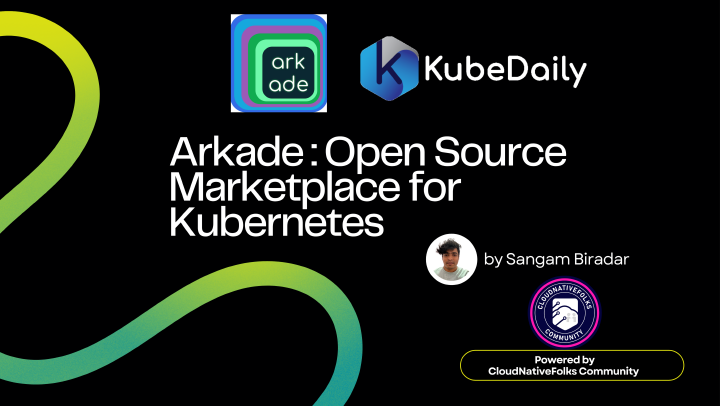 ark
ade
KubeDaily
Arkade : Open Source
Marketplace for
Kubernetes
by Sangam Biradar
CLOUDNATIVEFOLKS
COMMUNITY
Powered by
CloudNativeFolks Community